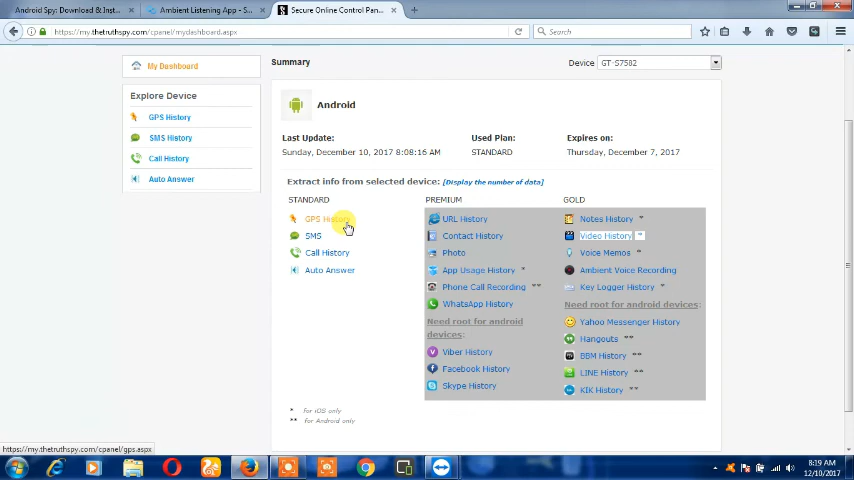 Android Spy: Download & Inst...
Ambient Listening App - S...
Secure Online Control Pan...
https://my.thetruthspy.com/cpanel/mydashboard.aspx
Search
My Dashboard
Summary
Device
GT-S7582
Explore Device
GPS History
SMS History
Call History
Auto Answer
Android
Last Update:
Used Plan:
Expires on:
Sunday, December 10, 2017 8:08:16 AM
STANDARD
Thursday, December 7, 2017
Extract info from selected device: [Display the number of data]
STANDARD
GPS History
SMS
Call History
Auto Answer
PREMIUM
URL History
Contact History
Photo
App Usage History *
Phone Call Recording **
WhatsApp History
Need root for android
devices:
Viber History
Facebook History
Skype History
GOLD
Notes History *
Video History *
Voice Memos *
Ambient Voice Recording
Key Logger History *
Need root for android devices:
Yahoo Messenger History
Hangouts **
BBM History **
LINE History **
KIK History **
* for iOS only
** for Android only
https://my.thetruthspy.com/cpanel/gps.aspx
8:19 AM
12/10/2017